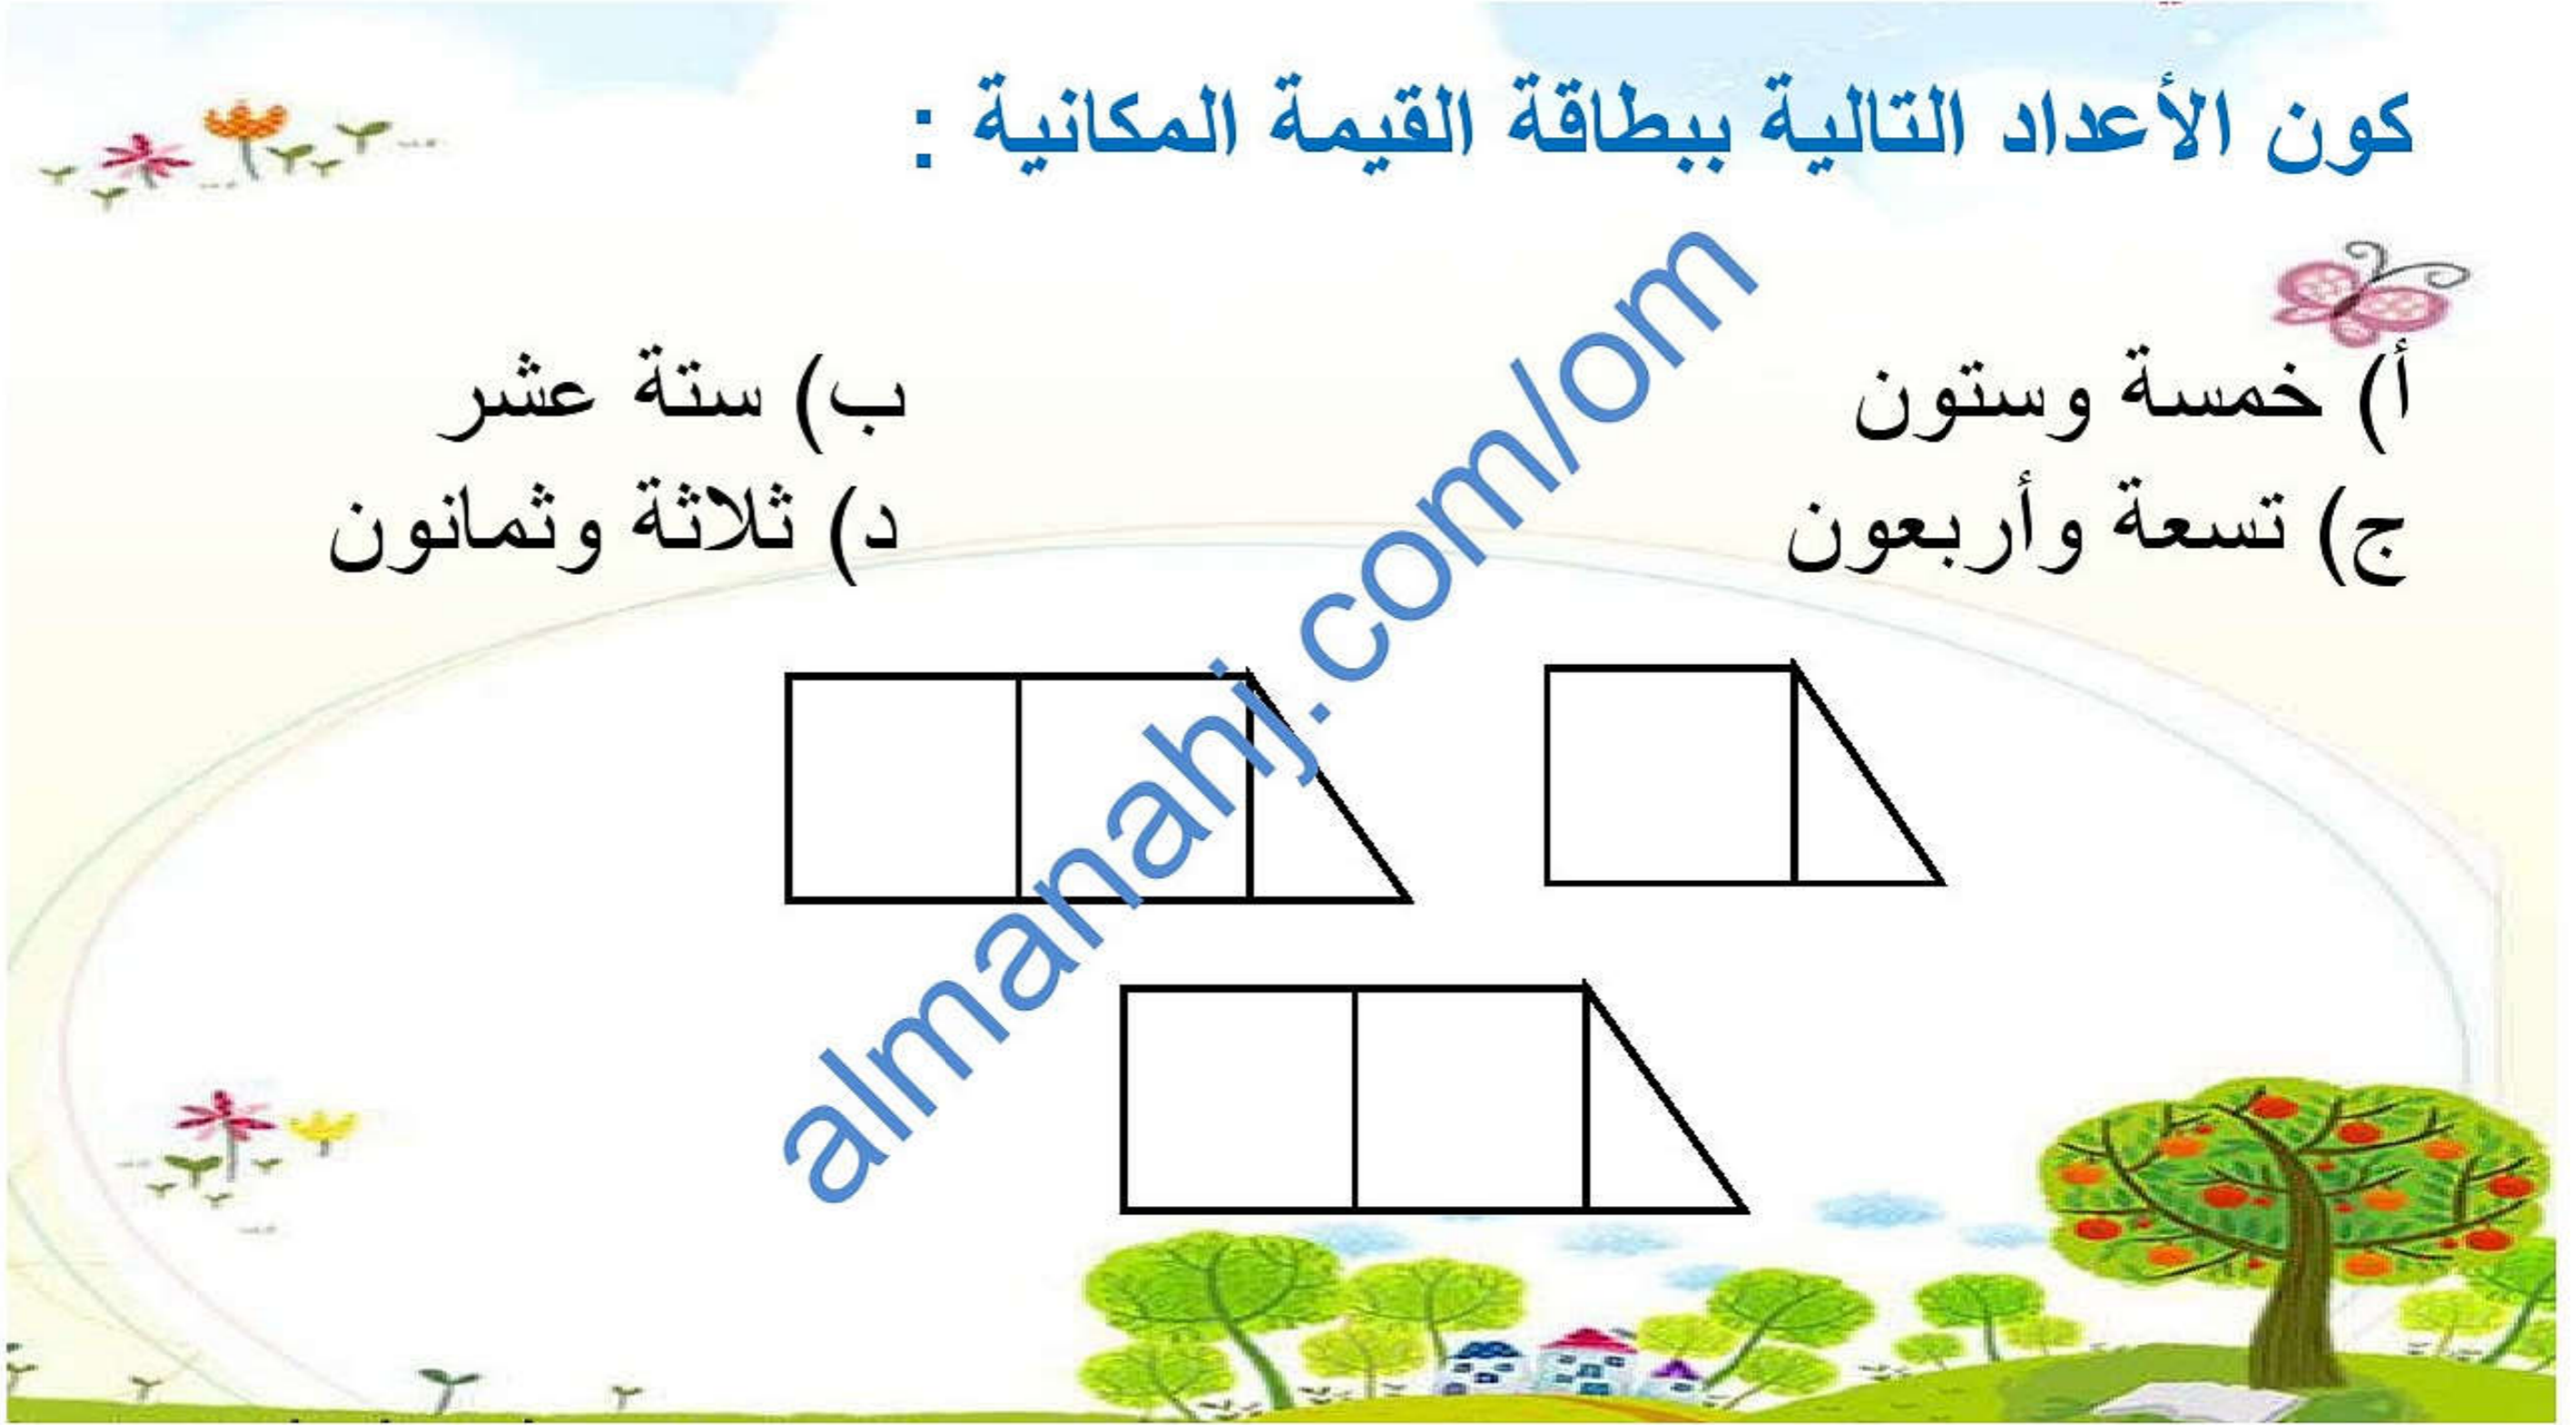 كون الأعداد التالية ببطاقة القيمة المكانية :
أ) خمسة وستون
ب) ستة عشر
ج) تسعة وأربعون
د) ثلاثة وثمانون
almanahj.com/om